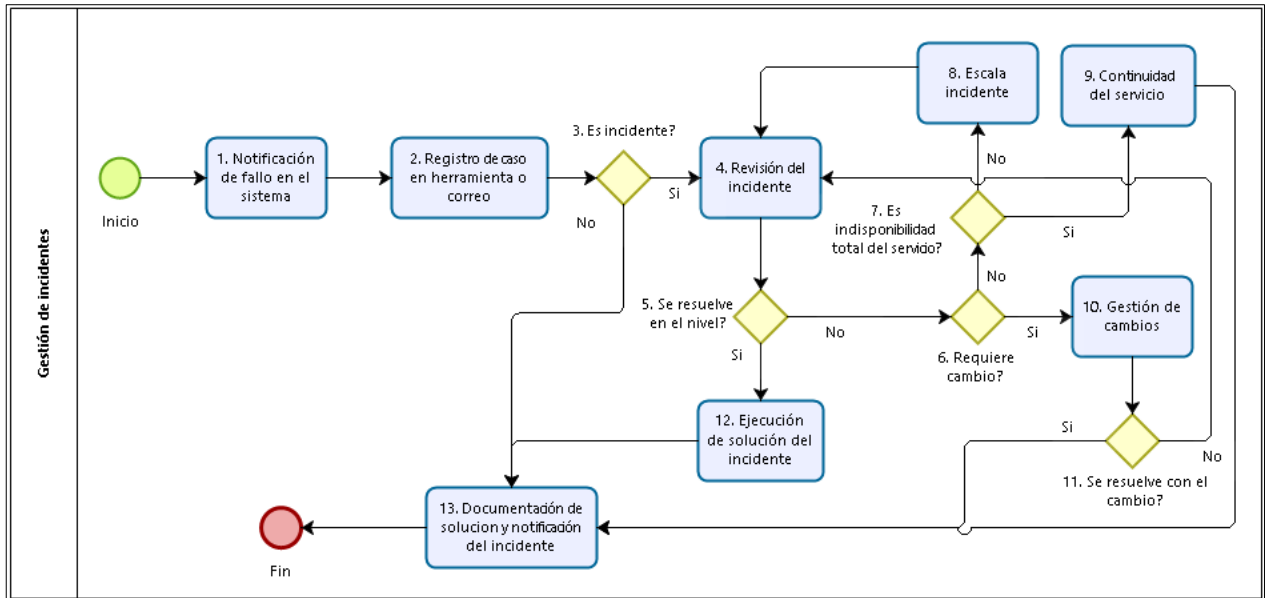 Gestión de incidentes
Inicio
1. Notificación
de fallo en el
sistema
2. Registro de caso
en herramienta o
correo
3. Es incidente?
Si
No
4. Revisión del
incidente
5. Se resuelve
en el nivel?
Si
No
6. Requiere
cambio?
No
Si
7. Es
indisponibilidad
total del servicio?
No
Si
8. Escala
incidente
9. Continuidad
del servicio
10. Gestión de
cambios
11. Se resuelve con el
cambio?
Si
No
12. Ejecución
de solución del
incidente
13. Documentación de
solucion y notificación
del incidente
Fin